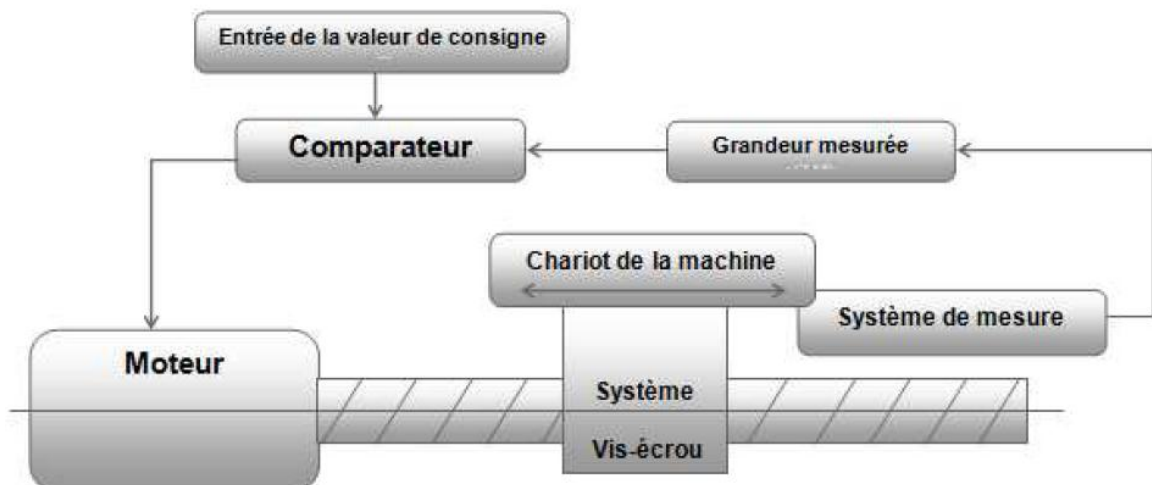 Entrée de la valeur de consigne
Comparateur
Grandeur mesurée
Chariot de la machine
Système de mesure
Moteur
Système
Vis-écrou